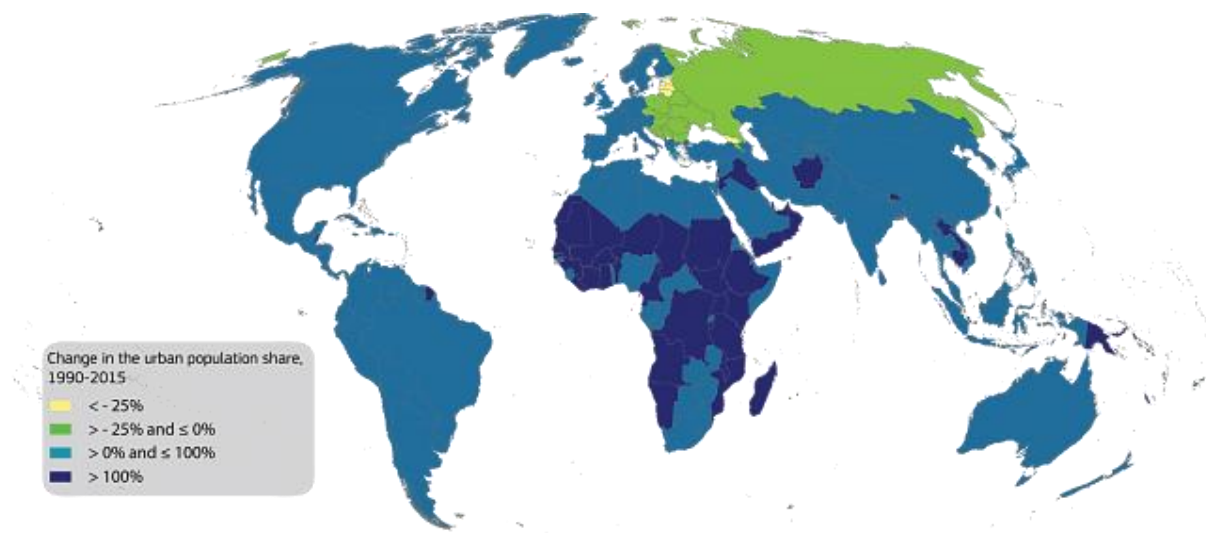 Change in the urban population share,
1990-2015
< - 25%
> - 25% and ≤ 0%
> 0% and ≤ 100%
> 100%